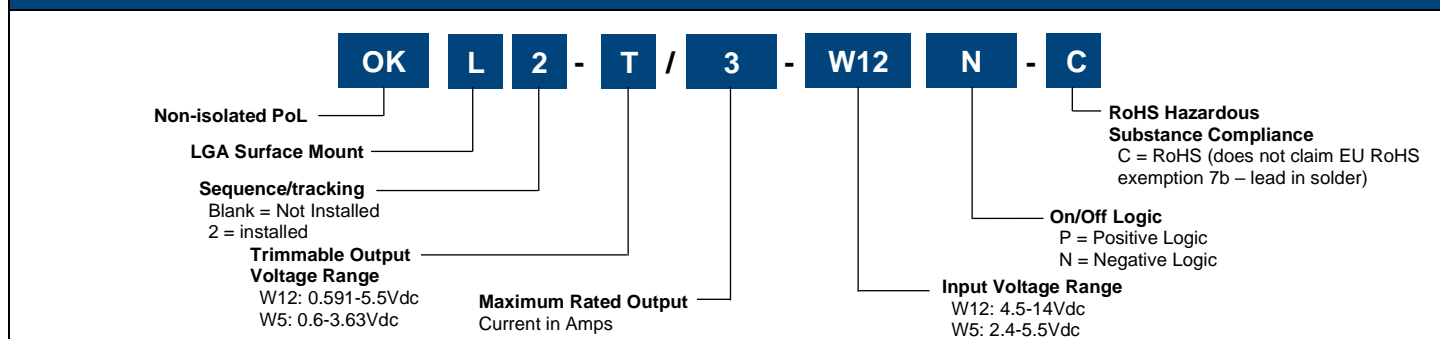 OK L 2 - T / 3 - W12 N - C
Non-isolated PoL
LGA Surface Mount
Sequence/tracking
Blank = Not Installed
2 = installed
Trimmable Output
Voltage Range
W12: 0.591-5.5Vdc
W5: 0.6-3.63Vdc
Maximum Rated Output
Current in Amps
Input Voltage Range
W12: 4.5-14Vdc
W5: 2.4-5.5Vdc
On/Off Logic
P = Positive Logic
N = Negative Logic
RoHS Hazardous
Substance Compliance
C = RoHS (does not claim EU RoHS
exemption 7b – lead in solder)